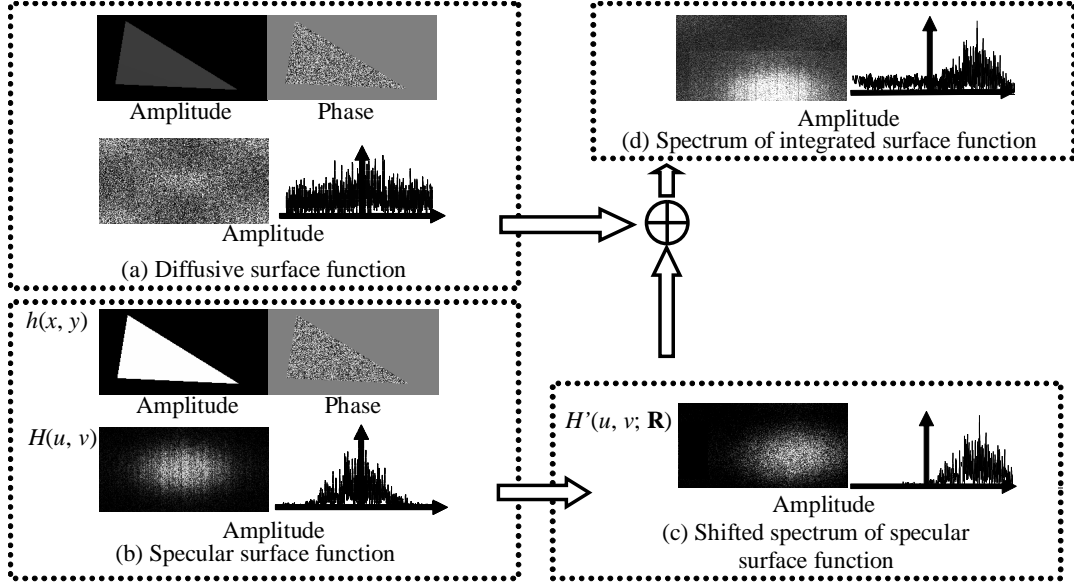 Amplitude Phase
Amplitude
(a) Diffusive surface function
h(x, y)
Amplitude Phase
H(u, v)
Amplitude
(b) Specular surface function
H’(u, v; R)
Amplitude
(c) Shifted spectrum of specular
surface function
Amplitude
(d) Spectrum of integrated surface function